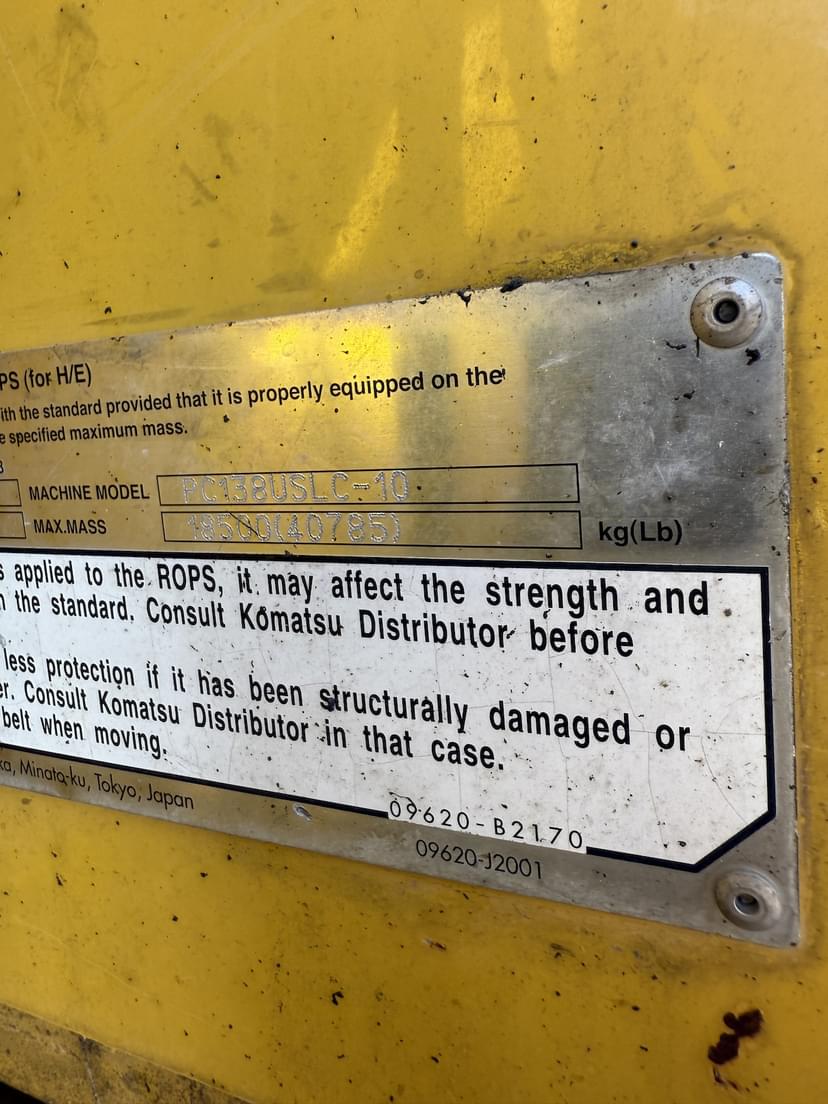 PS (for H/E)
ith the standard provided that it is properly equipped on the
e specified maximum mass.
MACHINE MODEL PC138USLC-10
MAX.MASS 18500(40785) kg(Lb)
s applied to the ROPS, it may affect the strength and
n the standard. Consult Komatsu Distributor before
less protection if it has been structurally damaged or
er. Consult Komatsu Distributor in that case.
belt when moving.
ka, Minato-ku, Tokyo, Japan
09620-B2170
09620-J2001